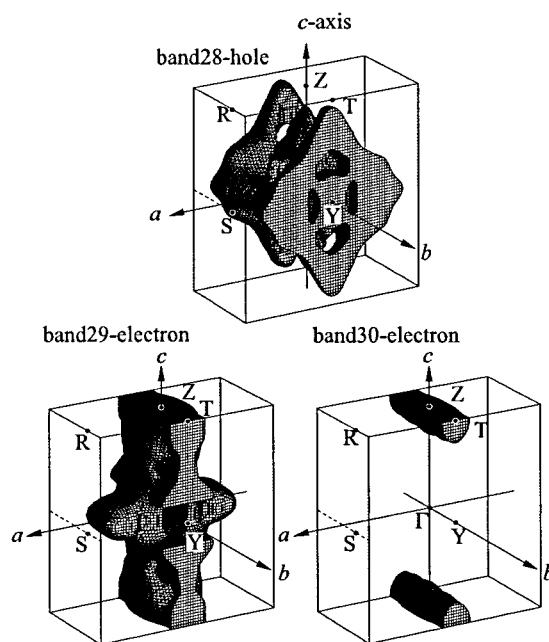 c-axis
band28-hole
Z
T
R
a
S
Y
b
band29-electron
c
Z
T
R
a
S
Y
b
band30-electron
c
Z
T
R
Γ
a
S
Y
b